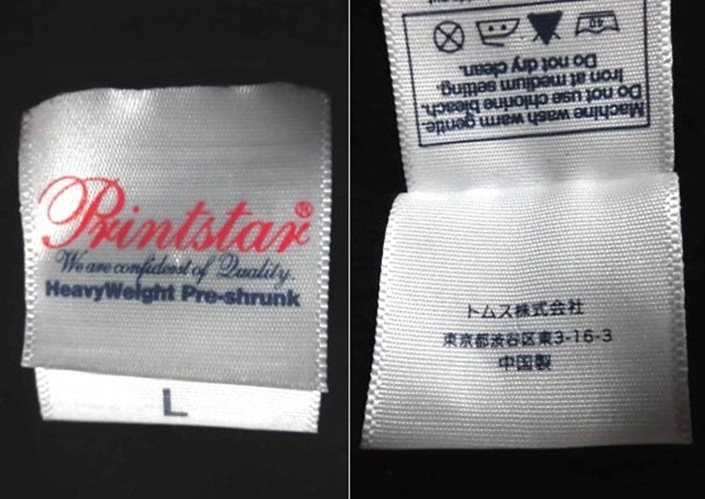 Printstar®
We are confident of Quality.
HeavyWeight Pre-shrunk
L
Machine wash warm gentle.
Do not use chlorine bleach.
Iron at medium setting.
Do not dry clean.
40
トムス株式会社
東京都渋谷区東3-16-3
中国製